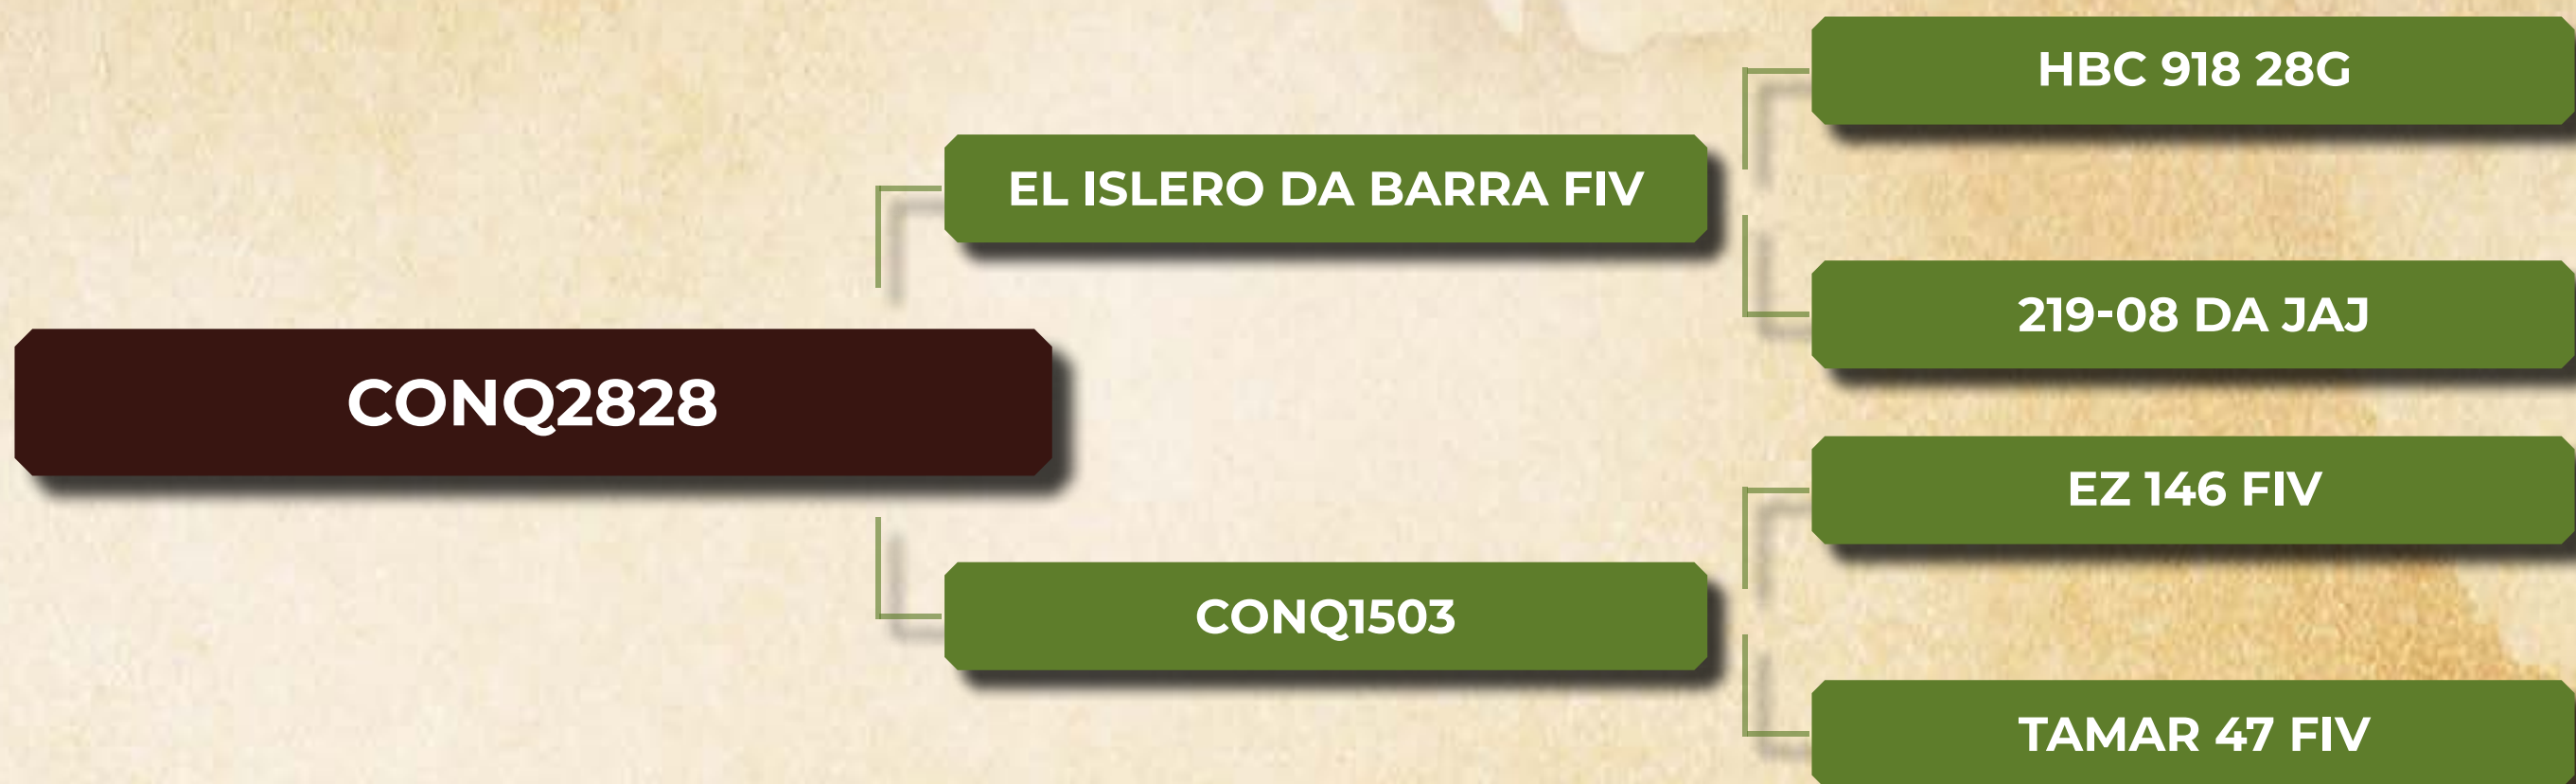 HBC 918 28G
EL ISLERO DA BARRA FIV
219-08 DA JAJ
CONQ2828
EZ 146 FIV
CONQ1503
TAMAR 47 FIV